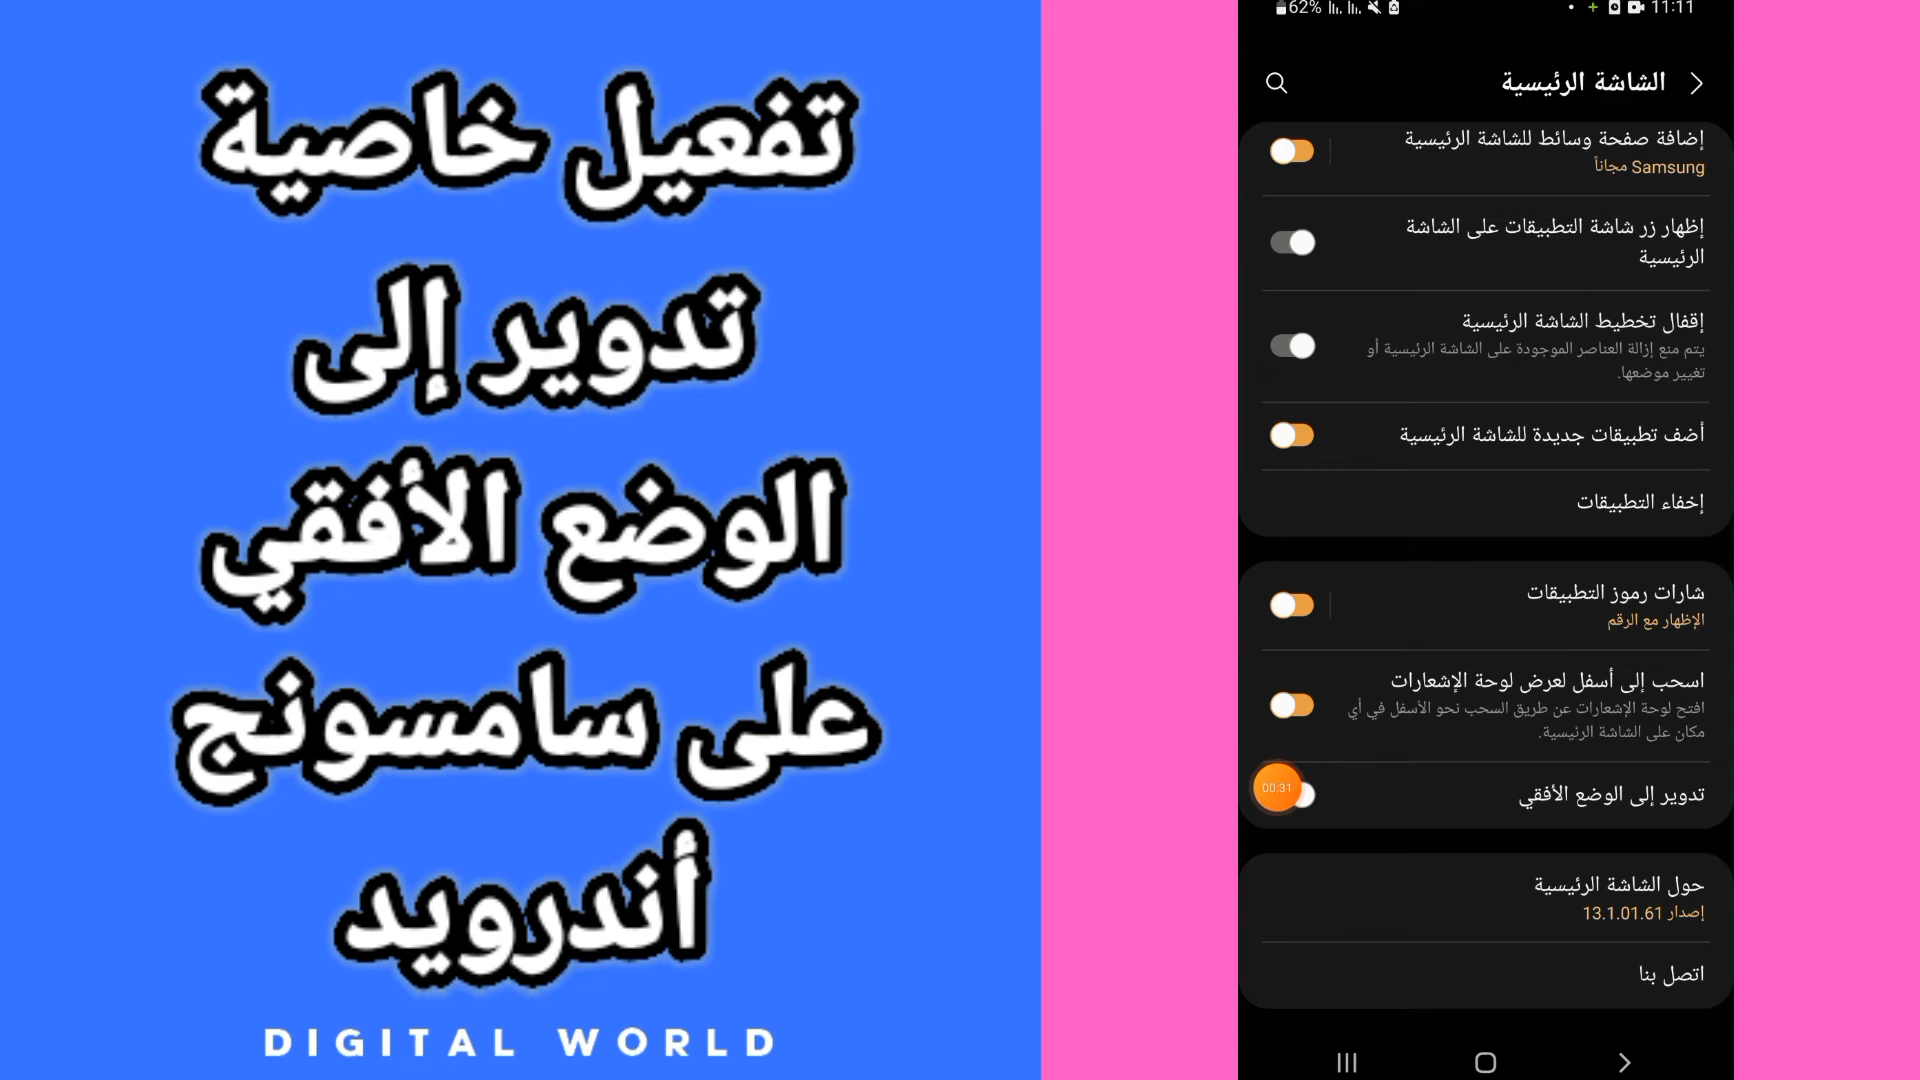 تفعيل خاصية
تدوير إلى
الوضع الأفقي
على سامسونج
أندرويد
DIGITAL WORLD
62%
11:11
الشاشة الرئيسية
إضافة صفحة وسائط للشاشة الرئيسية
Samsung مجاناً
إظهار زر شاشة التطبيقات على الشاشة
الرئيسية
إقفال تخطيط الشاشة الرئيسية
يتم منع إزالة العناصر الموجودة على الشاشة الرئيسية أو
تغيير موضعها.
أضف تطبيقات جديدة للشاشة الرئيسية
إخفاء التطبيقات
شارات رموز التطبيقات
الإظهار مع الرقم
اسحب إلى أسفل لعرض لوحة الإشعارات
افتح لوحة الإشعارات عن طريق السحب نحو الأسفل في أي
مكان على الشاشة الرئيسية.
تدوير إلى الوضع الأفقي
00:31
حول الشاشة الرئيسية
إصدار 13.1.01.61
اتصل بنا